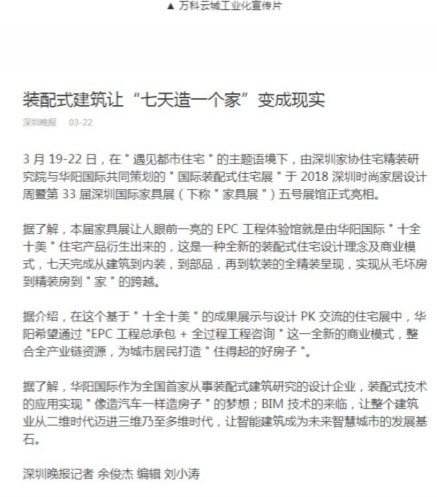 ▲ 万科云城工业化宣传片
装配式建筑让“七天造一个家”变成现实
深圳晚报 03-22
3 月 19-22 日，在＂遇见都市住宅＂的主题语境下，由深圳家协住宅精装研
究院与华阳国际共同策划的＂国际装配式住宅展＂于 2018 深圳时尚家居设计
周暨第 33 届深圳国际家具展（下称＂家具展＂）五号展馆正式亮相。
据了解，本届家具展让人眼前一亮的 EPC 工程体验馆就是由华阳国际＂十全
十美＂住宅产品衍生出来的，这是一种全新的装配式住宅设计理念及商业模
式，七天完成从建筑到内装，到部品，再到软装的全精装呈现，实现从毛坯房
到精装房到＂家＂的跨越。
据介绍，在这个基于＂十全十美＂的成果展示与设计 PK 交流的住宅展中，华
阳希望通过＂EPC 工程总承包 + 全过程工程咨询＂这一全新的商业模式，整
合全产业链资源，为城市居民打造＂住得起的好房子＂。
据了解，华阳国际作为全国首家从事装配式建筑研究的设计企业，装配式技术
的应用实现＂像造汽车一样造房子＂的梦想；BIM 技术的来临，让整个建筑
业从二维时代迈进三维乃至多维时代，让智能建筑成为未来智慧城市的发展基
石。
深圳晚报记者 余俊杰 编辑 刘小涛